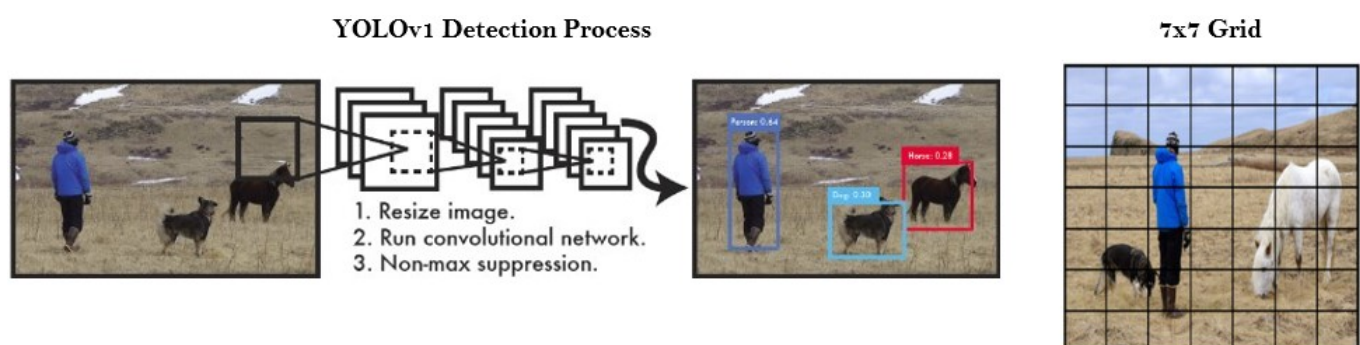 YOLOv1 Detection Process
7x7 Grid
1. Resize image.
2. Run convolutional network.
3. Non-max suppression.
Person: 0.64
Horse: 0.28
Dog: 0.30